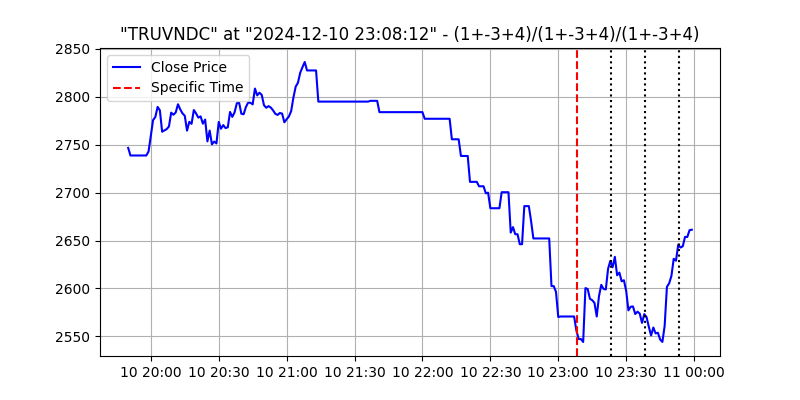 "TRUVNDC" at "2024-12-10 23:08:12" - (1+-3+4)/(1+-3+4)/(1+-3+4)
Close Price
Specific Time
2850
2800
2750
2700
2650
2600
2550
10 20:00 10 20:30 10 21:00 10 21:30 10 22:00 10 22:30 10 23:00 10 23:30 11 00:00